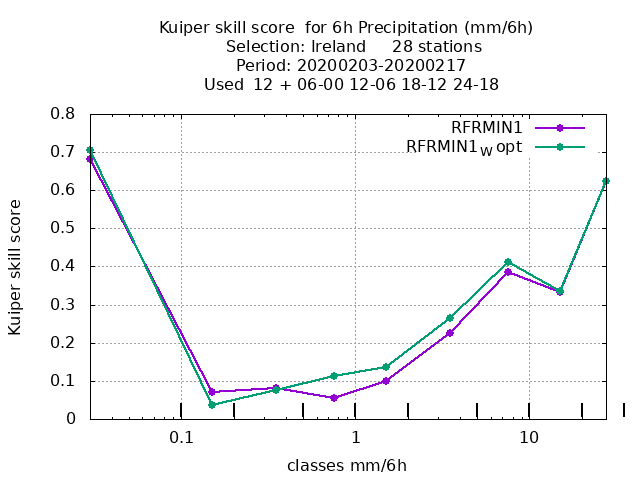 Kuiper skill score  for 6h Precipitation (mm/6h)
Selection: Ireland     28 stations
Period: 20200203-20200217
Used  12 + 06-00 12-06 18-12 24-18
RFRMIN1
RFRMIN1W opt
0.8
0.7
0.6
0.5
0.4
0.3
0.2
0.1
0
Kuiper skill score
0.1 1 10
classes mm/6h